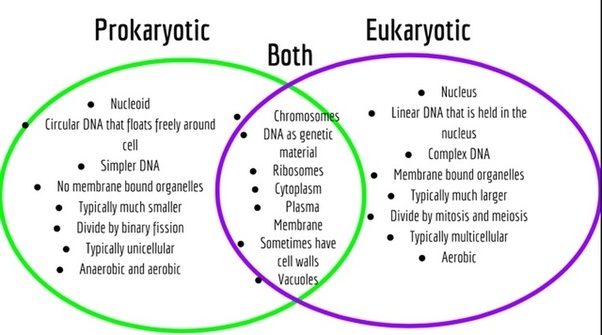 Prokaryotic
Both
Eukaryotic
• Nucleoid
• Circular DNA that floats freely around
cell
• Simpler DNA
• No membrane bound organelles
• Typically much smaller
• Divide by binary fission
• Typically unicellular
• Anaerobic and aerobic
• Chromosomes
• DNA as genetic
material
• Ribosomes
• Cytoplasm
• Plasma
Membrane
• Sometimes have
cell walls
• Vacuoles
• Nucleus
• Linear DNA that is held in the
nucleus
• Complex DNA
• Membrane bound organelles
• Typically much larger
• Divide by mitosis and meiosis
• Typically multicellular
• Aerobic